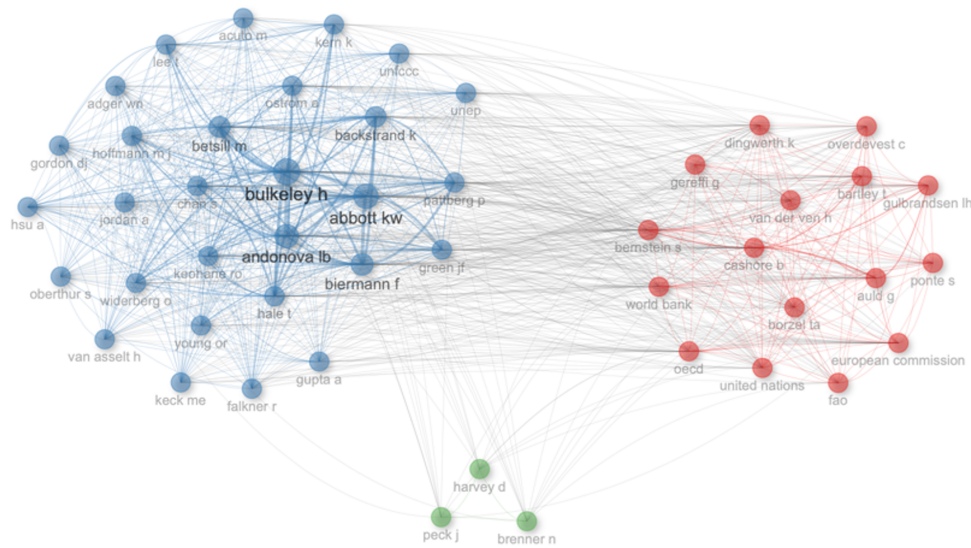 acuto m
kern k
lee t
unfccc
adger wn
ostrom a
unep
backstrand k
betsill m
hoffmann m j
gordon dj
dingwerth k
overdevest c
gereffi g
bartley t
gulbrandsen lh
bulkeley h
chan s
pattberg p
jordan a
abbott kw
van der ven h
hsu a
bernstein s
cashore b
andonova lb
keohane ro
green jf
biermann f
oberthur s
widerberg o
hale t
world bank
auld g
ponte s
borzel ta
young or
van asselt h
gupta a
oecd
european commission
united nations
keck me
falkner r
fao
harvey d
peck j
brenner n